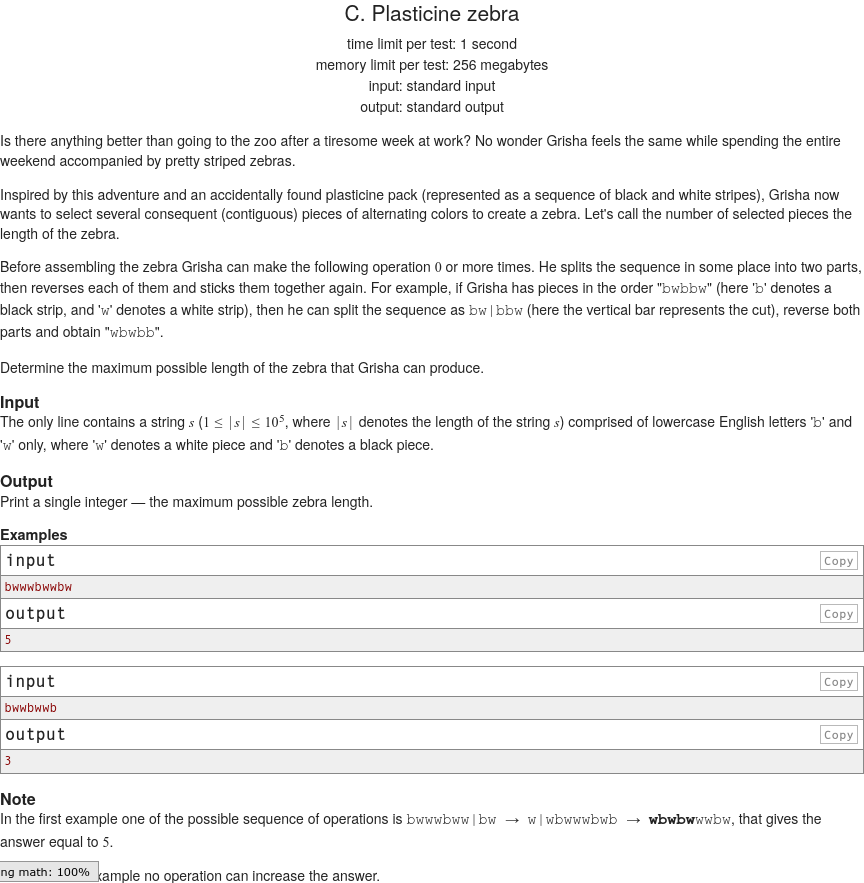 C. Plasticine zebra
time limit per test: 1 second
memory limit per test: 256 megabytes
input: standard input
output: standard output
Is there anything better than going to the zoo after a tiresome week at work? No wonder Grisha feels the same while spending the entire
weekend accompanied by pretty striped zebras.
Inspired by this adventure and an accidentally found plasticine pack (represented as a sequence of black and white stripes), Grisha now
wants to select several consequent (contiguous) pieces of alternating colors to create a zebra. Let's call the number of selected pieces the
length of the zebra.
Before assembling the zebra Grisha can make the following operation 0 or more times. He splits the sequence in some place into two parts,
then reverses each of them and sticks them together again. For example, if Grisha has pieces in the order "bwbbw" (here 'b' denotes a
black strip, and 'w' denotes a white strip), then he can split the sequence as bw|bbw (here the vertical bar represents the cut), reverse both
parts and obtain "wbwbb".
Determine the maximum possible length of the zebra that Grisha can produce.
Input
The only line contains a string s (1 ≤ |s| ≤ 10⁵, where |s| denotes the length of the string s) comprised of lowercase English letters 'b' and
'w' only, where 'w' denotes a white piece and 'b' denotes a black piece.
Output
Print a single integer — the maximum possible zebra length.
Examples
input Copy
bwwwbwwbw
output Copy
5
input Copy
bwwbwwb
output Copy
3
Note
In the first example one of the possible sequence of operations is bwwwbww|bw → w|wbwwwbwb → wbwbwwwbw, that gives the
answer equal to 5.
ng math: 100% xample no operation can increase the answer.